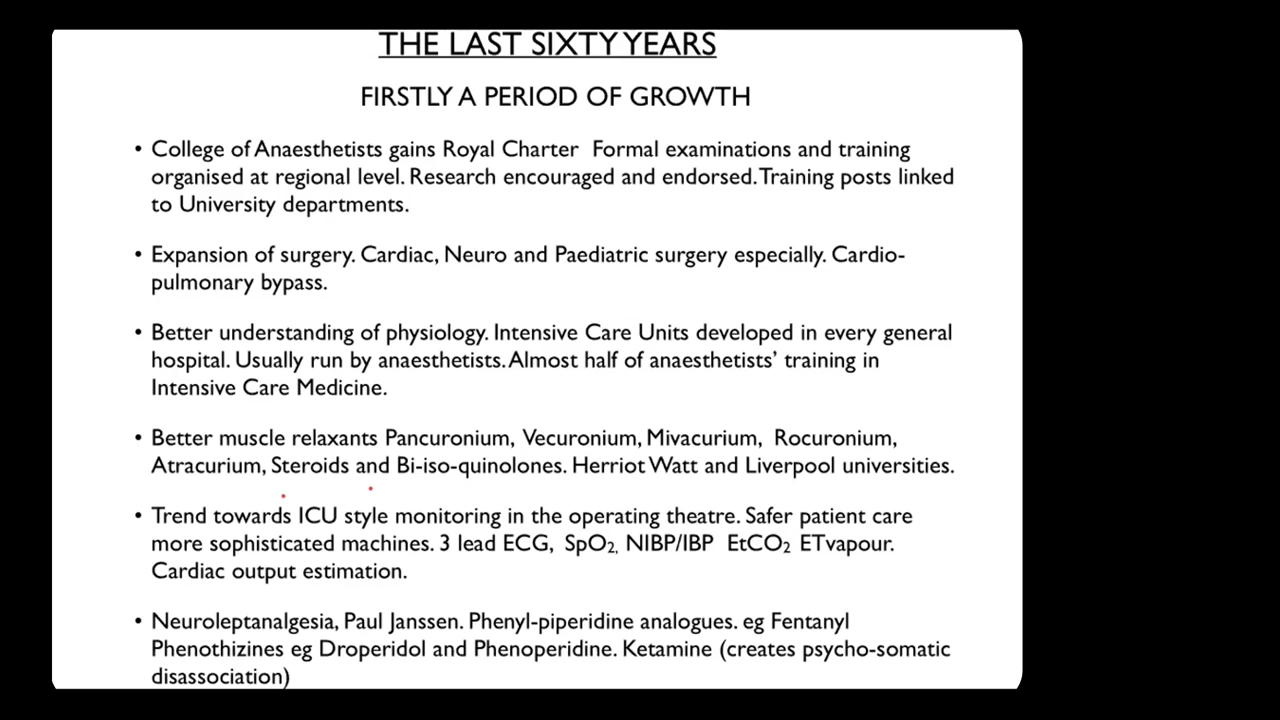 THE LAST SIXTY YEARS
FIRSTLY A PERIOD OF GROWTH
• College of Anaesthetists gains Royal Charter  Formal examinations and training
organised at regional level. Research encouraged and endorsed. Training posts linked
to University departments.
• Expansion of surgery. Cardiac, Neuro and Paediatric surgery especially. Cardio-
pulmonary bypass.
• Better understanding of physiology. Intensive Care Units developed in every general
hospital. Usually run by anaesthetists. Almost half of anaesthetists’ training in
Intensive Care Medicine.
• Better muscle relaxants Pancuronium, Vecuronium, Mivacurium, Rocuronium,
Atracurium, Steroids and Bi-iso-quinolones. Herriot Watt and Liverpool universities.
• Trend towards ICU style monitoring in the operating theatre. Safer patient care
more sophisticated machines. 3 lead ECG, SpO₂, NIBP/IBP EtCO₂ ETvapour.
Cardiac output estimation.
• Neuroleptanalgesia, Paul Janssen. Phenyl-piperidine analogues. eg Fentanyl
Phenothizines eg Droperidol and Phenoperidine. Ketamine (creates psycho-somatic
disassociation)